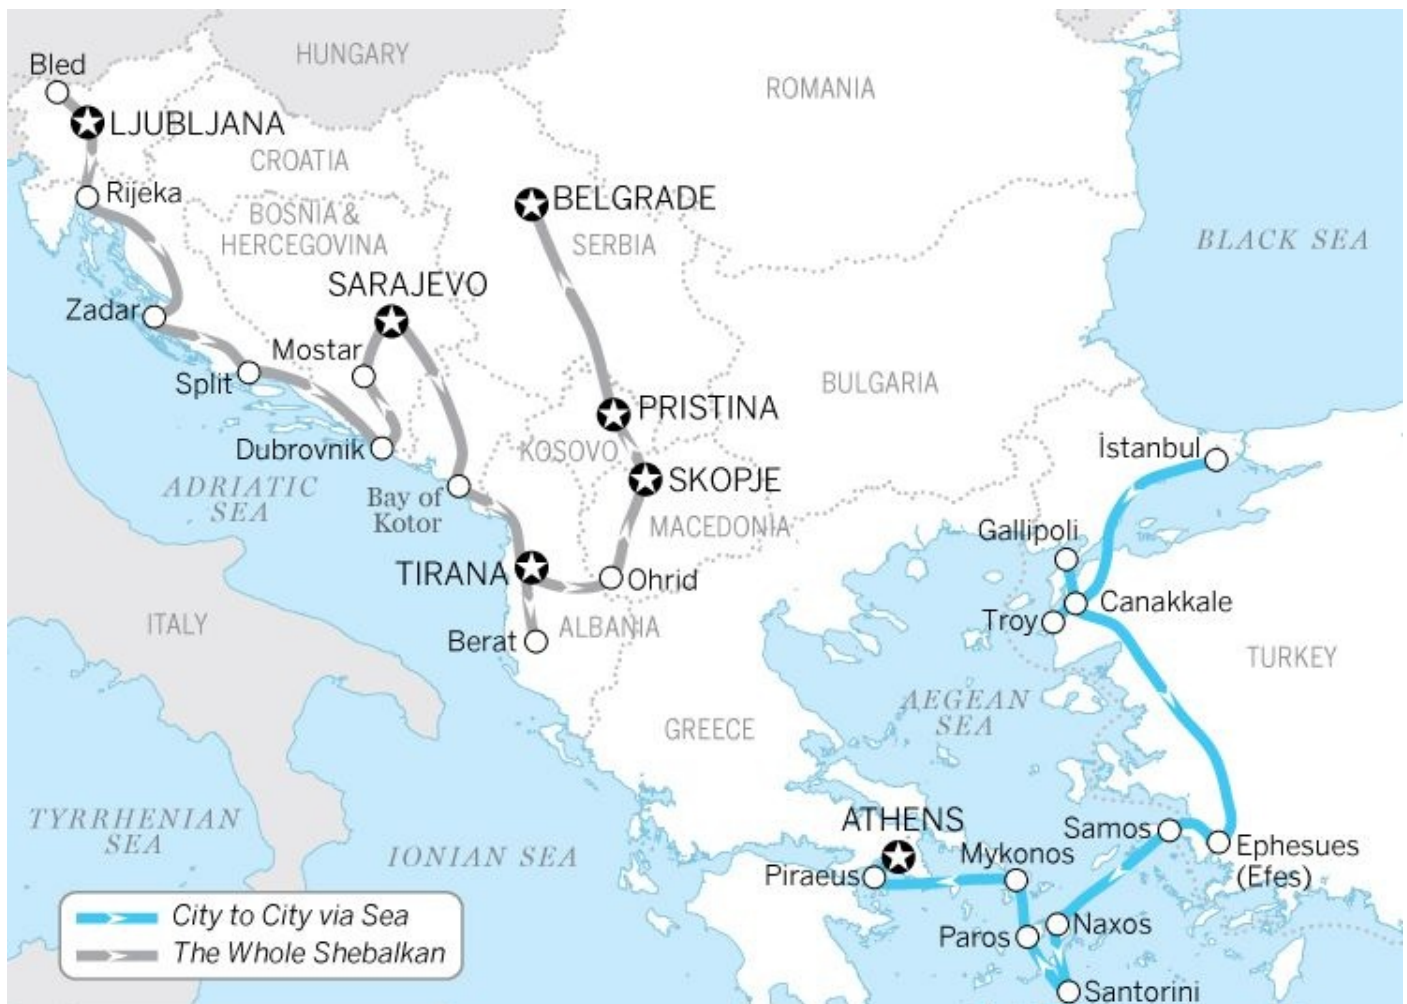 HUNGARY
Bled
ROMANIA
LJUBLJANA
CROATIA
Rijeka
BELGRADE
BOSNIA &
HERCEGOVINA
SERBIA
BLACK SEA
SARAJEVO
Zadar
Mostar
Split
BULGARIA
PRISTINA
Dubrovnik
KOSOVO
İstanbul
ADRIATIC
SEA
Bay of
Kotor
SKOPJE
MACEDONIA
Gallipoli
TIRANA
Ohrid
Canakkale
ITALY
Troy
Berat
ALBANIA
TURKEY
AEGEAN
SEA
GREECE
TYRRHENIAN
SEA
ATHENS
Samos
IONIAN SEA
Mykonos
Ephesues
(Efes)
Piraeus
City to City via Sea
Naxos
Paros
The Whole Shebalkan
Santorini